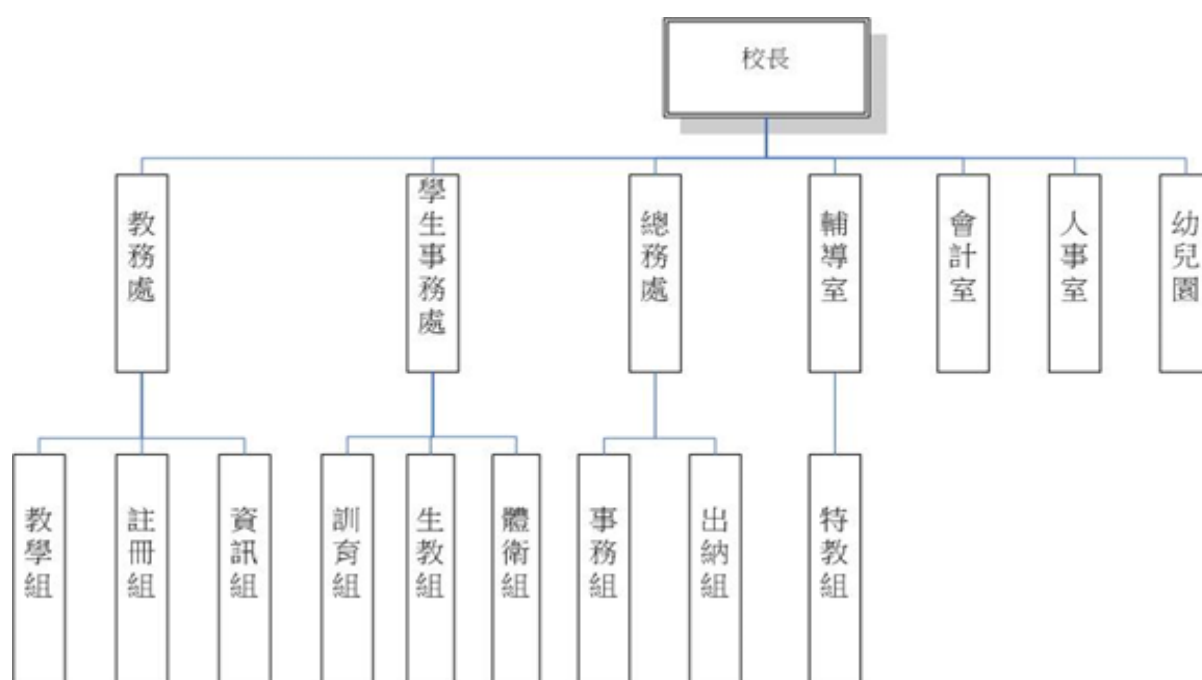 校長
教務處
學生事務處
總務處
輔導室
會計室
人事室
幼兒園
教學組
註冊組
資訊組
訓育組
生教組
體衛組
事務組
出納組
特教組